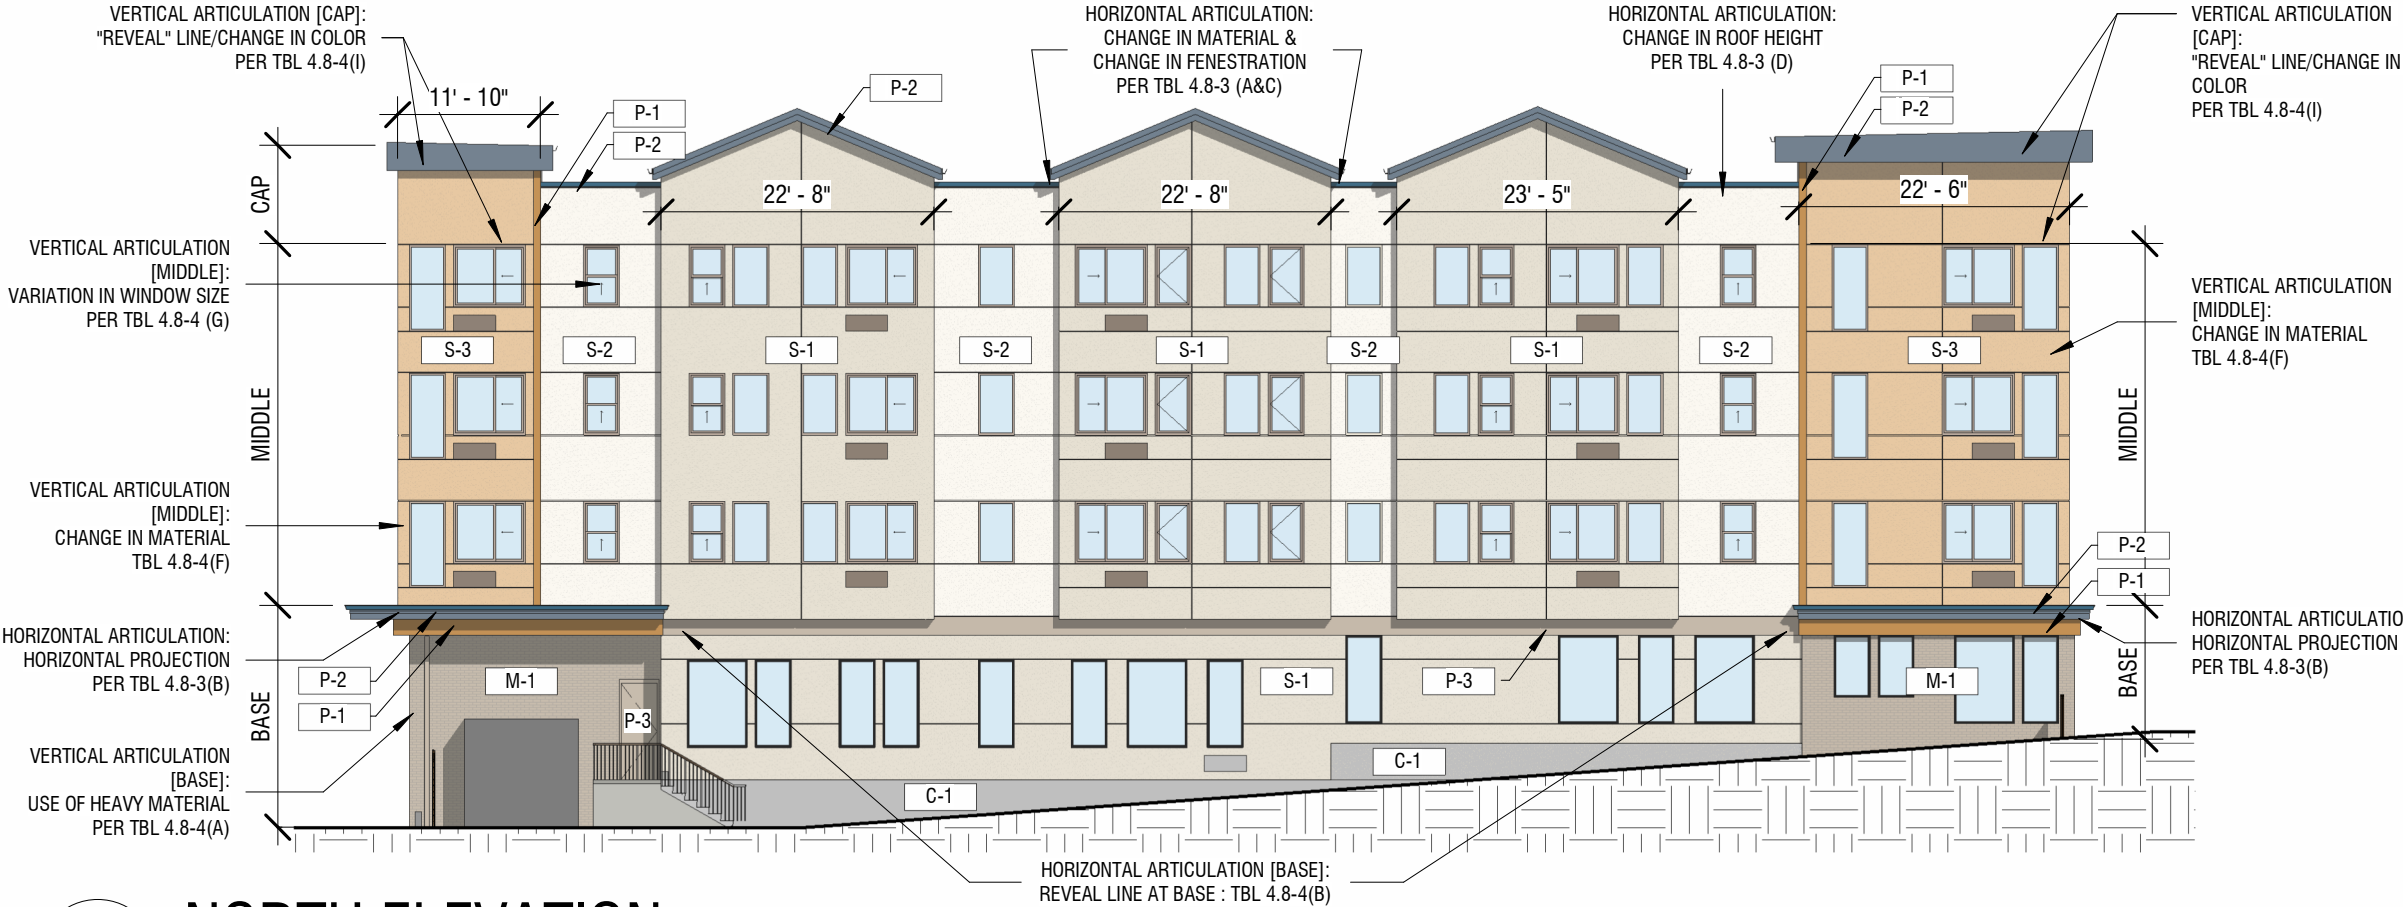 VERTICAL ARTICULATION [CAP]:
"REVEAL" LINE/CHANGE IN COLOR
PER TBL 4.8-4(I)
HORIZONTAL ARTICULATION:
CHANGE IN MATERIAL &
CHANGE IN FENESTRATION
PER TBL 4.8-3 (A&C)
HORIZONTAL ARTICULATION:
CHANGE IN ROOF HEIGHT
PER TBL 4.8-3 (D)
VERTICAL ARTICULATION
[CAP]:
"REVEAL" LINE/CHANGE IN
COLOR
PER TBL 4.8-4(I)
11' - 10"
P-1
P-2
P-2
P-1
P-2
22' - 8"
22' - 8"
23' - 5"
22' - 6"
CAP
VERTICAL ARTICULATION
[MIDDLE]:
VARIATION IN WINDOW SIZE
PER TBL 4.8-4 (G)
VERTICAL ARTICULATION
[MIDDLE]:
CHANGE IN MATERIAL
TBL 4.8-4(F)
S-3
S-2
S-1
S-2
S-1
S-2
S-1
S-2
S-3
MIDDLE
MIDDLE
VERTICAL ARTICULATION
[MIDDLE]:
CHANGE IN MATERIAL
TBL 4.8-4(F)
P-2
P-1
HORIZONTAL ARTICULATION:
HORIZONTAL PROJECTION
PER TBL 4.8-3(B)
HORIZONTAL ARTICULATIO
HORIZONTAL PROJECTION
PER TBL 4.8-3(B)
P-2
P-1
M-1
P-3
S-1
P-3
M-1
BASE
BASE
VERTICAL ARTICULATION
[BASE]:
USE OF HEAVY MATERIAL
PER TBL 4.8-4(A)
C-1
C-1
HORIZONTAL ARTICULATION [BASE]:
REVEAL LINE AT BASE : TBL 4.8-4(B)
NORTH ELEVATION